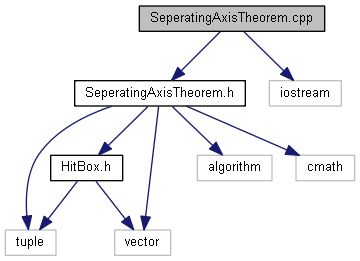 SeperatingAxisTheorem.cpp
SeperatingAxisTheorem.h
iostream
HitBox.h
algorithm
cmath
tuple
vector